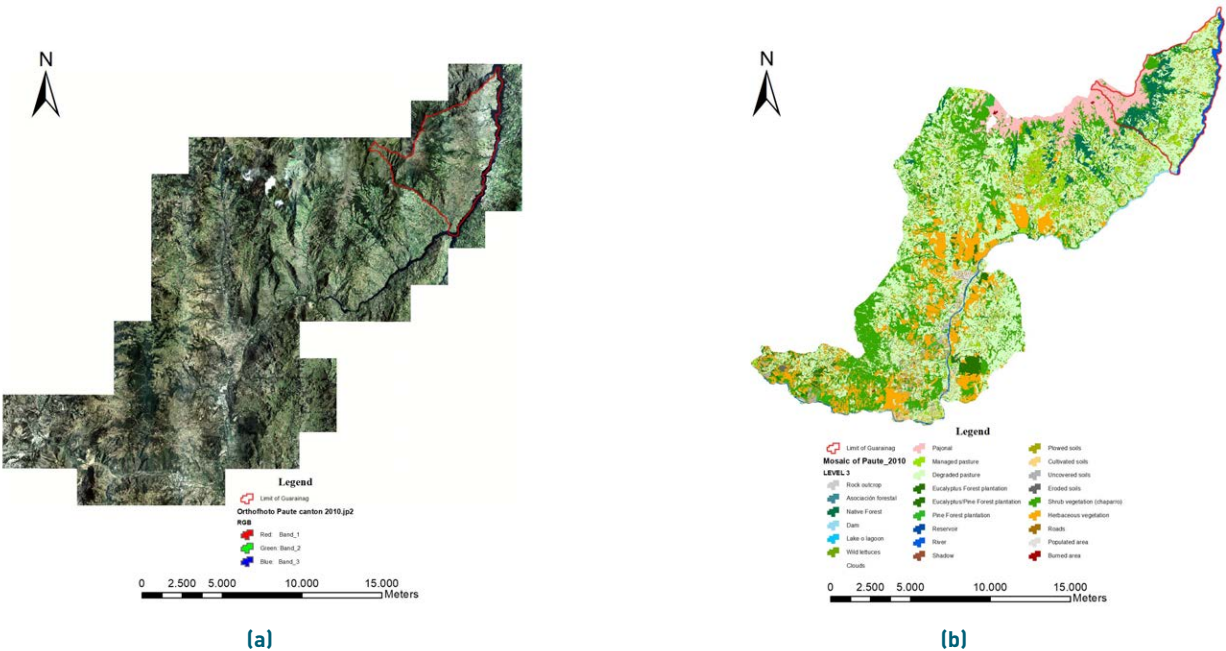 N
Legend
Limit of Guarainag
Orthofhoto Paute canton 2010.jp2
RGB
Red: Band_1
Green: Band_2
Blue: Band_3
0 2.500 5.000 10.000 15.000
Meters
(a)
N
Legend
Limit of Guarainag
Mosaic of Paute_2010
LEVEL 3
Rock outcrop
Asociación forestal
Native Forest
Dam
Lake-o lagoon
Wild lettuces
Clouds
Pajonal
Managed pasture
Degraded pasture
Eucalyptus Forest plantation
Eucalyptus/Pine Forest plantation
Pine Forest plantation
Reservoir
River
Shadow
Plowed soils
Cultivated soils
Uncovered soils
Eroded soils
Shrub vegetation (chaparro)
Herbaceous vegetation
Roads
Populated area
Burned area
0 2.500 5.000 10.000 15.000
Meters
(b)